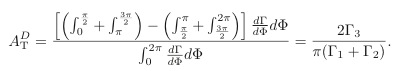 $$A_{\mathrm{T}}^{D} = \frac{\left[\left(\int_{0}^{\frac{\pi}{2}} + \int_{\pi}^{\frac{3\pi}{2}}\right) - \left(\int_{\frac{\pi}{2}}^{\pi} + \int_{\frac{3\pi}{2}}^{2\pi}\right)\right] \frac{d\Gamma}{d\Phi} d\Phi}{\int_{0}^{2\pi} \frac{d\Gamma}{d\Phi} d\Phi} = \frac{2\Gamma_3}{\pi(\Gamma_1 + \Gamma_2)}.$$